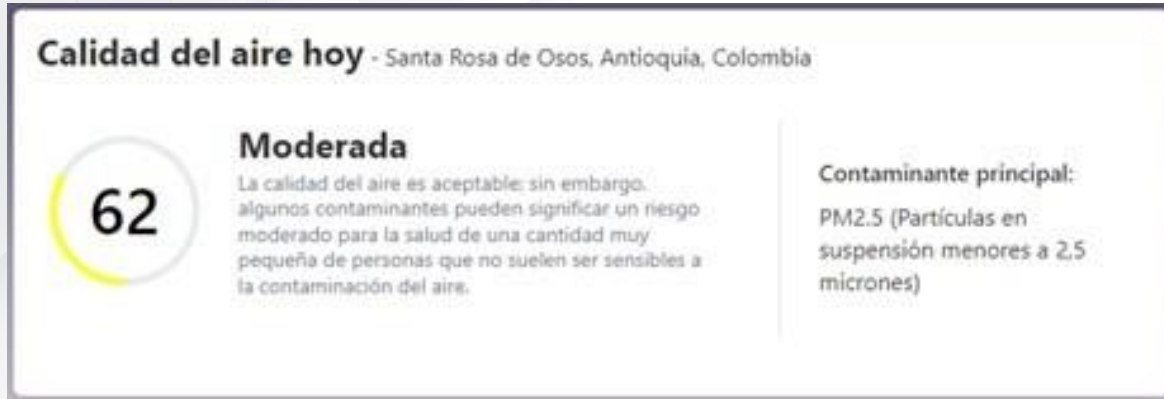 Calidad del aire hoy - Santa Rosa de Osos, Antioquia, Colombia
62
Moderada
La calidad del aire es aceptable; sin embargo,
algunos contaminantes pueden significar un riesgo
moderado para la salud de una cantidad muy
pequeña de personas que no suelen ser sensibles a
la contaminación del aire.
Contaminante principal:
PM2.5 (Partículas en
suspensión menores a 2,5
micrones)